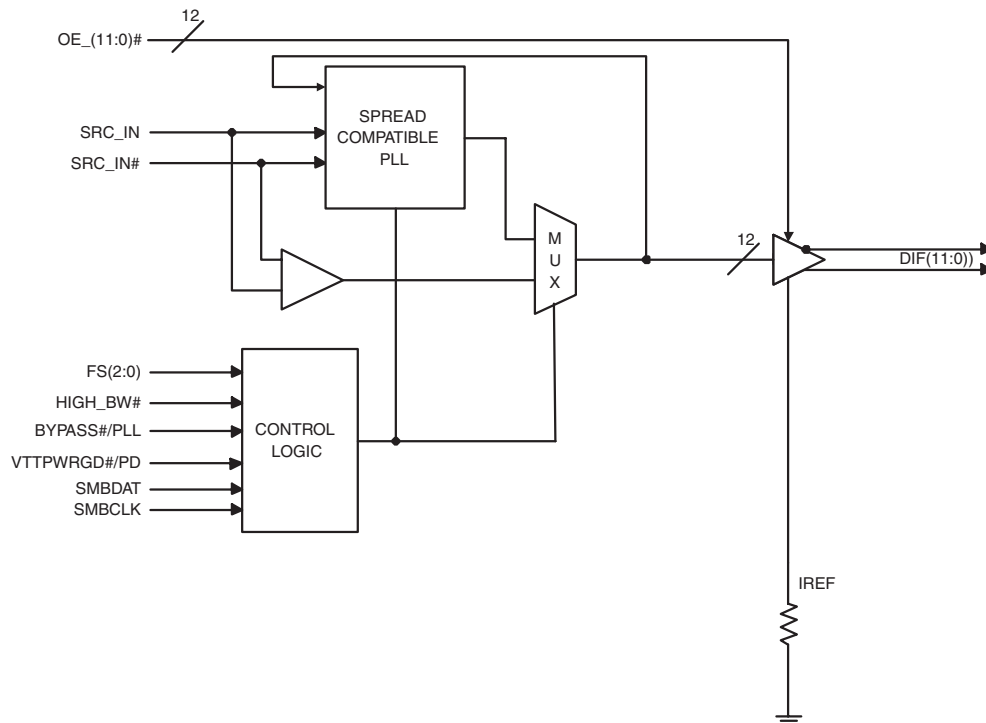 12
OE_(11:0)#
SPREAD
COMPATIBLE
PLL
SRC_IN
SRC_IN#
M
U
X
12
DIF(11:0))
FS(2:0)
HIGH_BW#
BYPASS#/PLL
VTTPWRGD#/PD
SMBDAT
SMBCLK
CONTROL
LOGIC
IREF